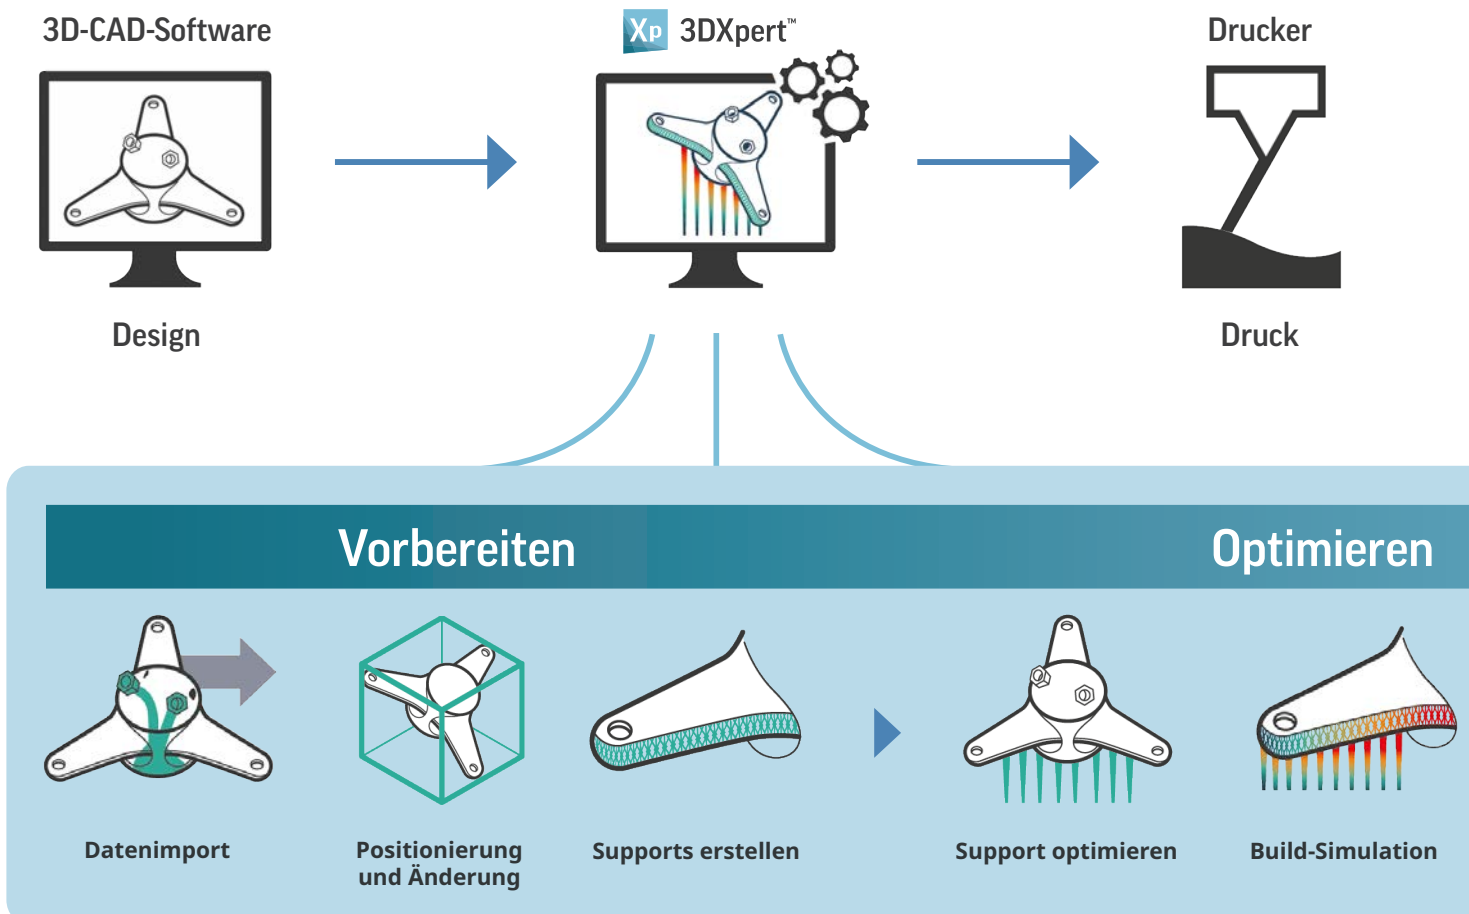 3D-CAD-Software
Xp 3DXpert™
Drucker
Design
Druck
Vorbereiten
Optimieren
Datenimport
Positionierung
und Änderung
Supports erstellen
Support optimieren
Build-Simulation